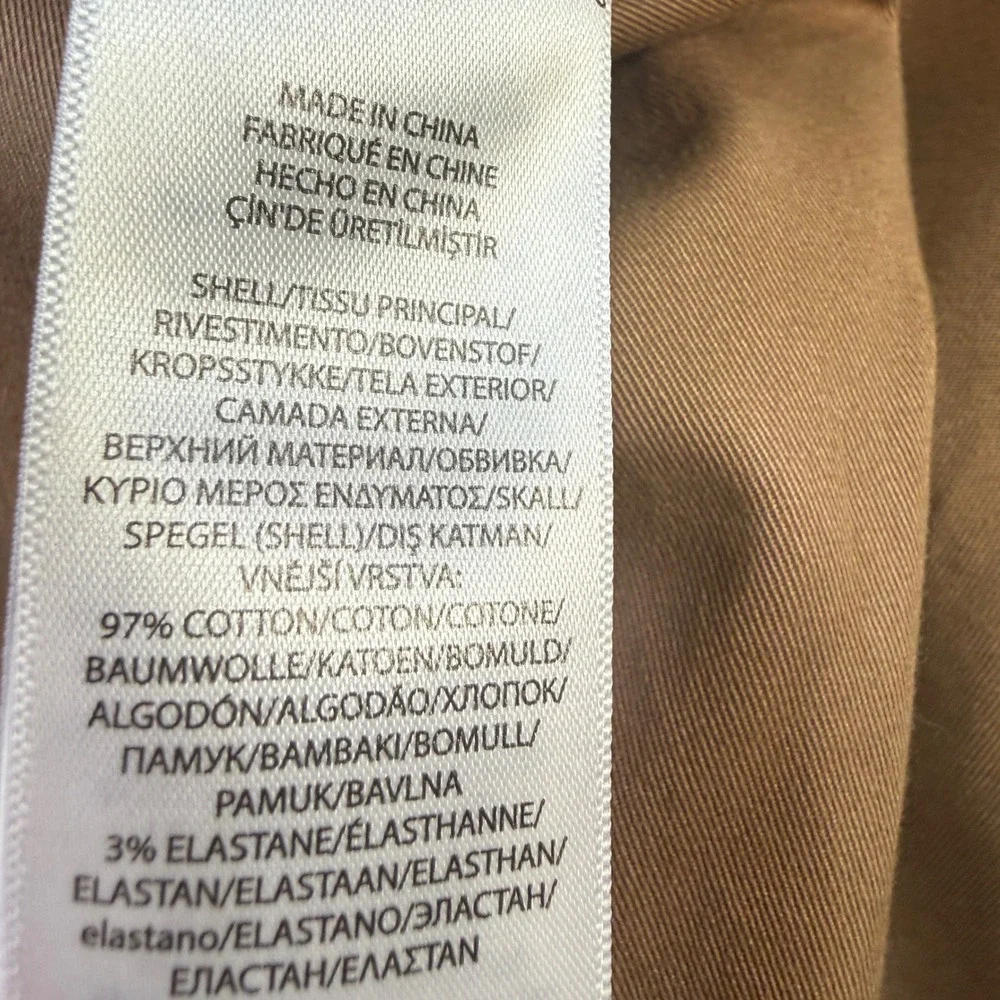 MADE IN CHINA
FABRIQUÉ EN CHINE
HECHO EN CHINA
ÇİN'DE ÜRETİLMİŞTİR
SHELL/TISSU PRINCIPAL/
RIVESTIMENTO/BOVENSTOF/
KROPSSTYKKE/TELA EXTERIOR/
CAMADA EXTERNA/
ВЕРХНИЙ МАТЕРИАЛ/ОБВИВКА/
ΚΥΡΙΟ ΜΕΡΟΣ ΕΝΔΥΜΑΤΟΣ/SKALL/
SPEGEL (SHELL)/DIŞ KATMAN/
VNĚJŠÍ VRSTVA:
97% COTTON/COTON/COTONE/
BAUMWOLLE/KATOEN/BOMULD/
ALGODÓN/ALGODÃO/ХЛОПОК/
ПАМУК/ΒΑΜΒΑΚΙ/BOMULL/
PAMUK/BAVLNA
3% ELASTANE/ÉLASTHANNE/
ELASTAN/ELASTAAN/ELASTHAN/
elastano/ELASTANO/ЭЛАСТАН/
ЕЛАСТАН/ΕΛΑΣΤΑΝ